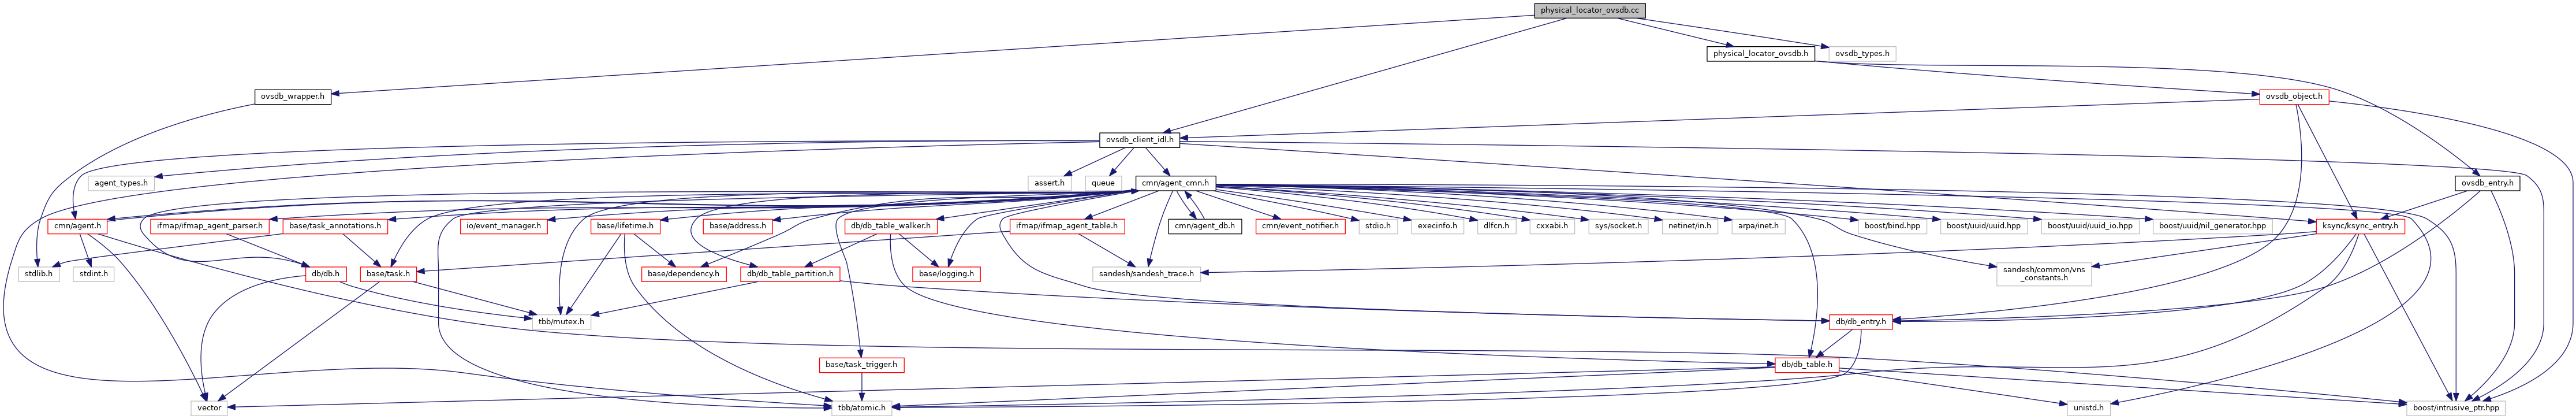 physical_locator_ovsdb.cc
physical_locator_ovsdb.h
ovsdb_types.h
ovsdb_wrapper.h
ovsdb_object.h
ovsdb_client_idl.h
agent_types.h
assert.h
queue
cmn/agent_cmn.h
ovsdb_entry.h
cmn/agent.h
ifmap/ifmap_agent_parser.h
base/task_annotations.h
io/event_manager.h
base/lifetime.h
base/address.h
db/db_table_walker.h
ifmap/ifmap_agent_table.h
cmn/agent_db.h
cmn/event_notifier.h
stdio.h
execinfo.h
dlfcn.h
cxxabi.h
sys/socket.h
netinet/in.h
arpa/inet.h
boost/bind.hpp
boost/uuid/uuid.hpp
boost/uuid/uuid_io.hpp
boost/uuid/nil_generator.hpp
ksync/ksync_entry.h
stdlib.h
stdint.h
db/db.h
base/task.h
base/dependency.h
db/db_table_partition.h
base/logging.h
sandesh/sandesh_trace.h
sandesh/common/vns
_constants.h
tbb/mutex.h
db/db_entry.h
base/task_trigger.h
db/db_table.h
vector
tbb/atomic.h
unistd.h
boost/intrusive_ptr.hpp